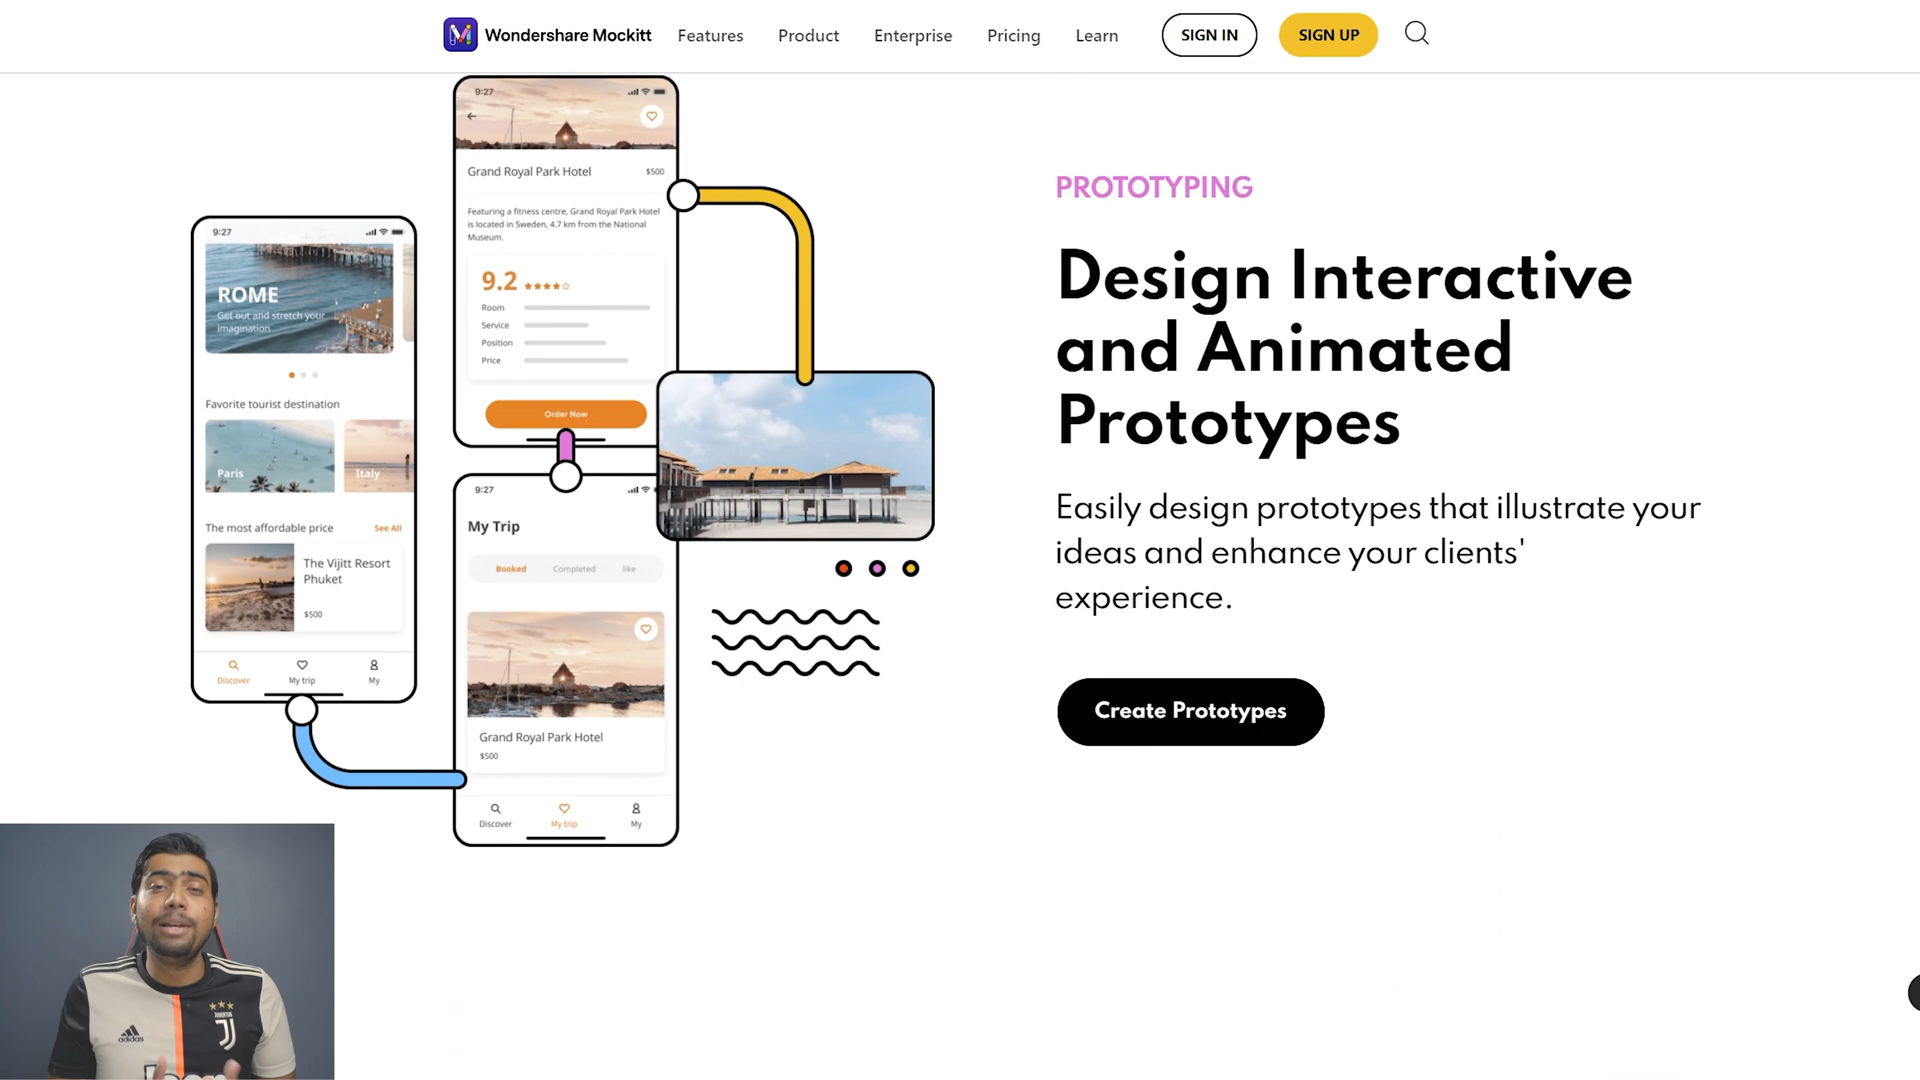 Wondershare Mockitt
Features
Product
Enterprise
Pricing
Learn
SIGN IN
SIGN UP
9:27
Grand Royal Park Hotel
$500
Featuring a fitness centre, Grand Royal Park Hotel
is located in Sweden, 4.7 km from the National
Museum.
9.2
Room
Service
Position
Price
Order Now
9:27
ROME
Get out and stretch your
imagination
Favorite tourist destination
Paris
Italy
The most affordable price
See All
The Vijitt Resort
Phuket
$500
Discover
My trip
My
9:27
My Trip
Booked
Completed
like
Grand Royal Park Hotel
$500
Discover
My trip
My
PROTOTYPING
Design Interactive
and Animated
Prototypes
Easily design prototypes that illustrate your
ideas and enhance your clients'
experience.
Create Prototypes
adidas
JUVENTUS